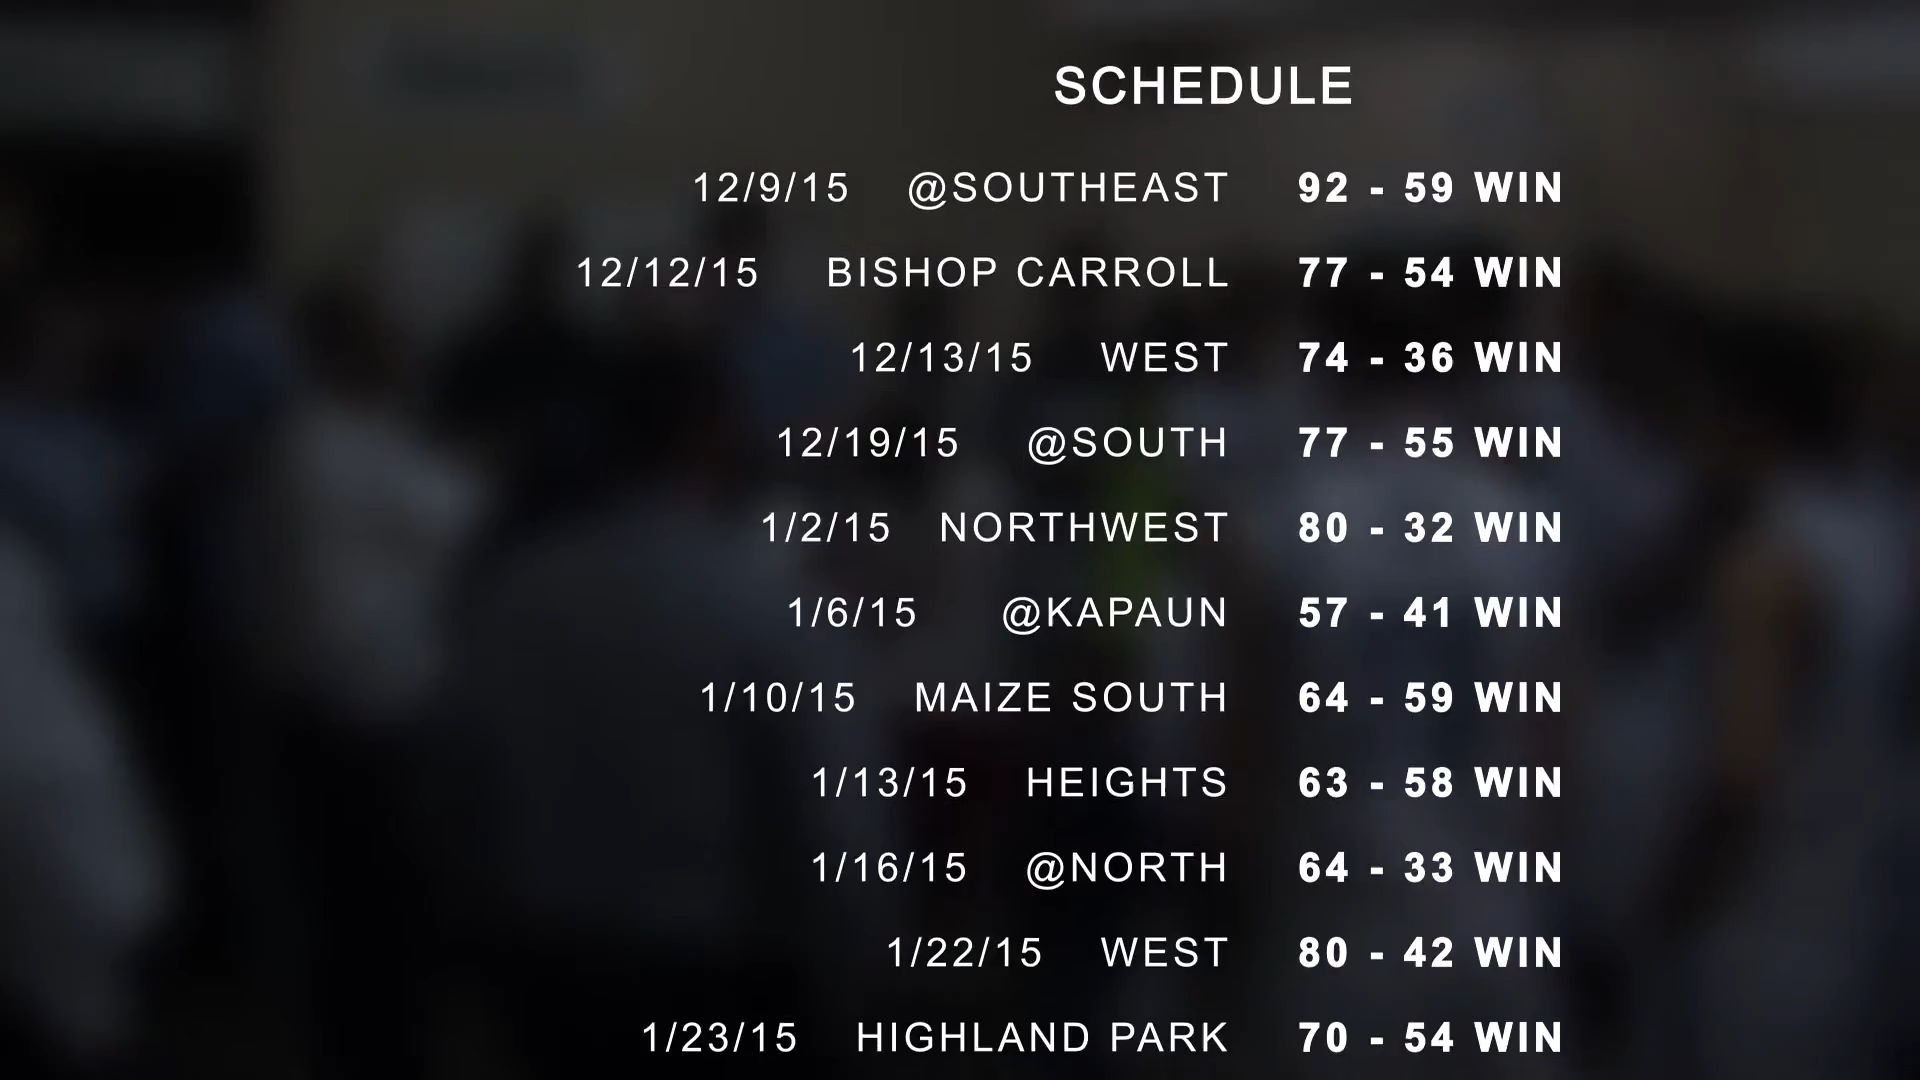 SCHEDULE
12/9/15 @SOUTHEAST 92 - 59 WIN
12/12/15 BISHOP CARROLL 77 - 54 WIN
12/13/15 WEST 74 - 36 WIN
12/19/15 @SOUTH 77 - 55 WIN
1/2/15 NORTHWEST 80 - 32 WIN
1/6/15 @KAPAUN 57 - 41 WIN
1/10/15 MAIZE SOUTH 64 - 59 WIN
1/13/15 HEIGHTS 63 - 58 WIN
1/16/15 @NORTH 64 - 33 WIN
1/22/15 WEST 80 - 42 WIN
1/23/15 HIGHLAND PARK 70 - 54 WIN